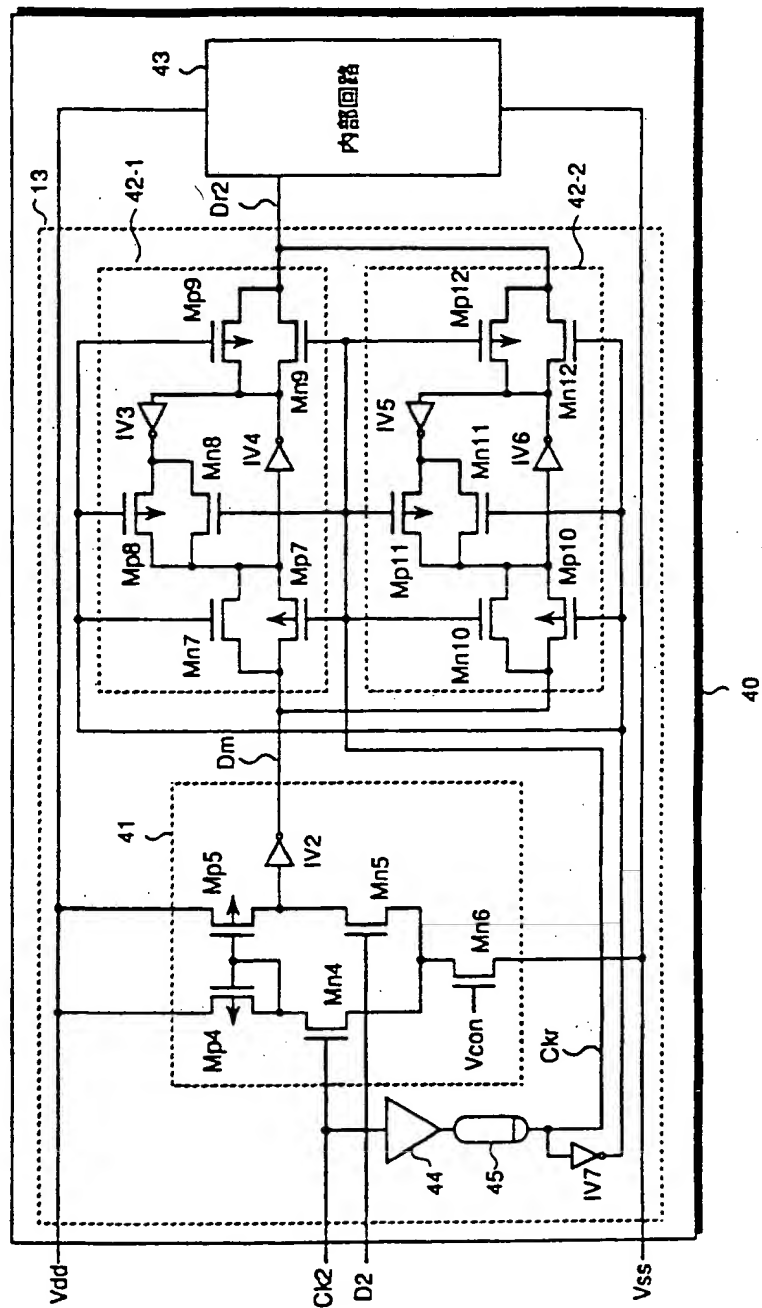 13
42-1
43
Dr2
内部回路
42-2
Mp9
Mn9
IV3
IV4
Mp8
Mn8
Mn7
Mp7
Mp12
Mn12
IV5
IV6
Mp11
Mn11
Mn10
Mp10
Dm
41
Mp4
Mp5
IV2
Mn4
Mn5
Mn6
Vcon
Ckr
44
45
IV7
Vdd
Ck2
D2
Vss
40